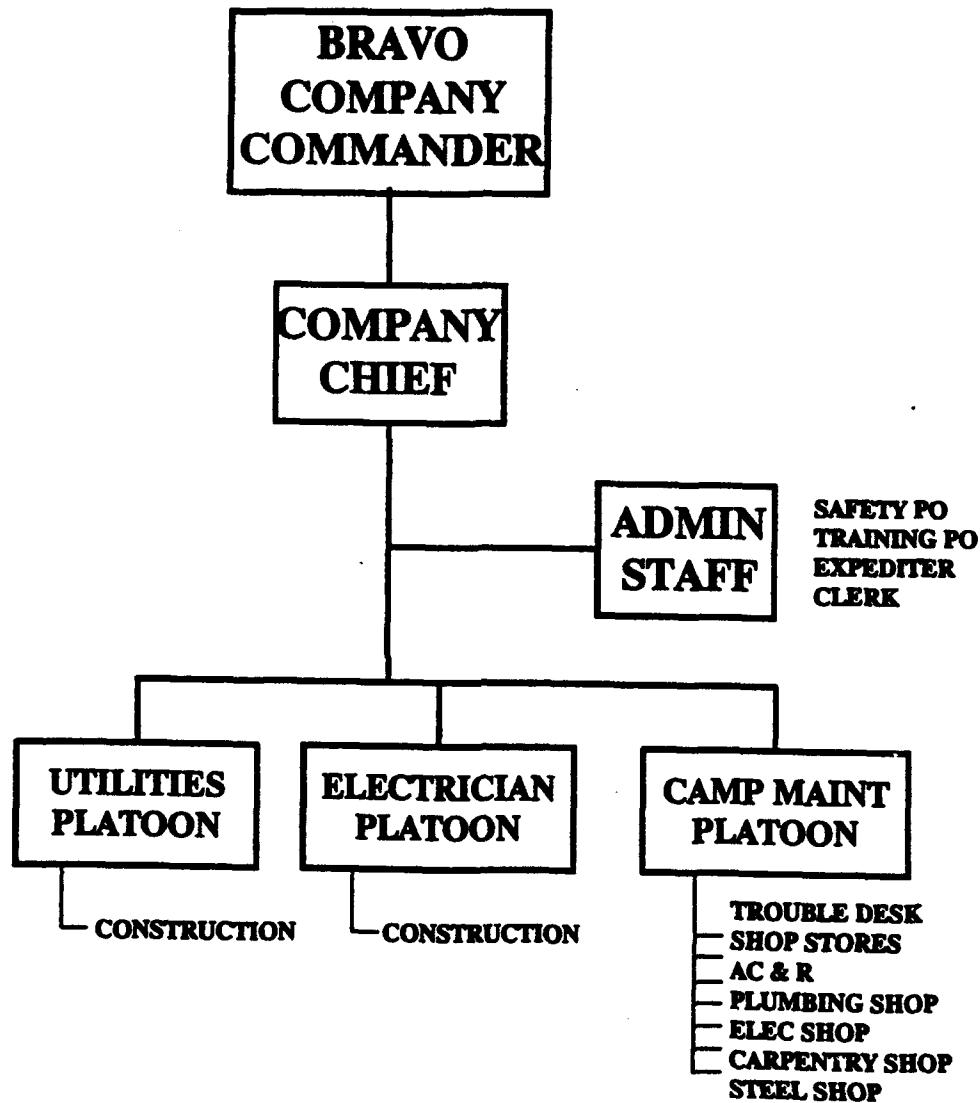 BRAVO
COMPANY
COMMANDER
COMPANY
CHIEF
ADMIN
STAFF
SAFETY PO
TRAINING PO
EXPEDITER
CLERK
UTILITIES
PLATOON
CONSTRUCTION
ELECTRICIAN
PLATOON
CONSTRUCTION
CAMP MAINT
PLATOON
TROUBLE DESK
SHOP STORES
AC & R
PLUMBING SHOP
ELEC SHOP
CARPENTRY SHOP
STEEL SHOP